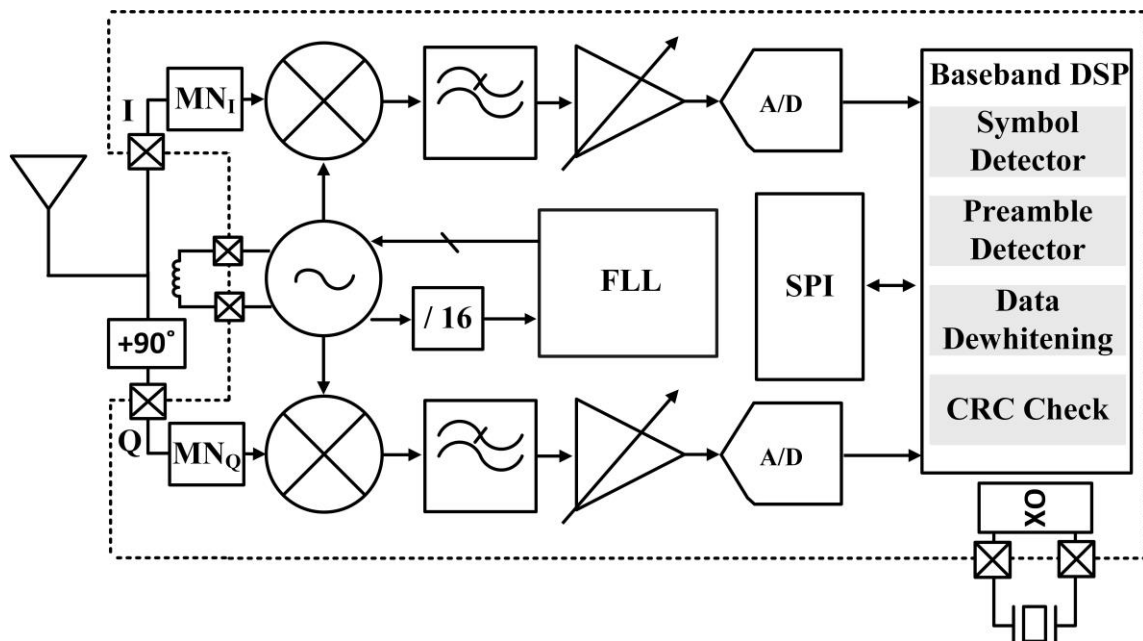 I
MN_I
A/D
Baseband DSP
Symbol
Detector
Preamble
Detector
Data
Dewhitening
CRC Check
FLL
SPI
/ 16
+90°
Q
MN_Q
A/D
XO